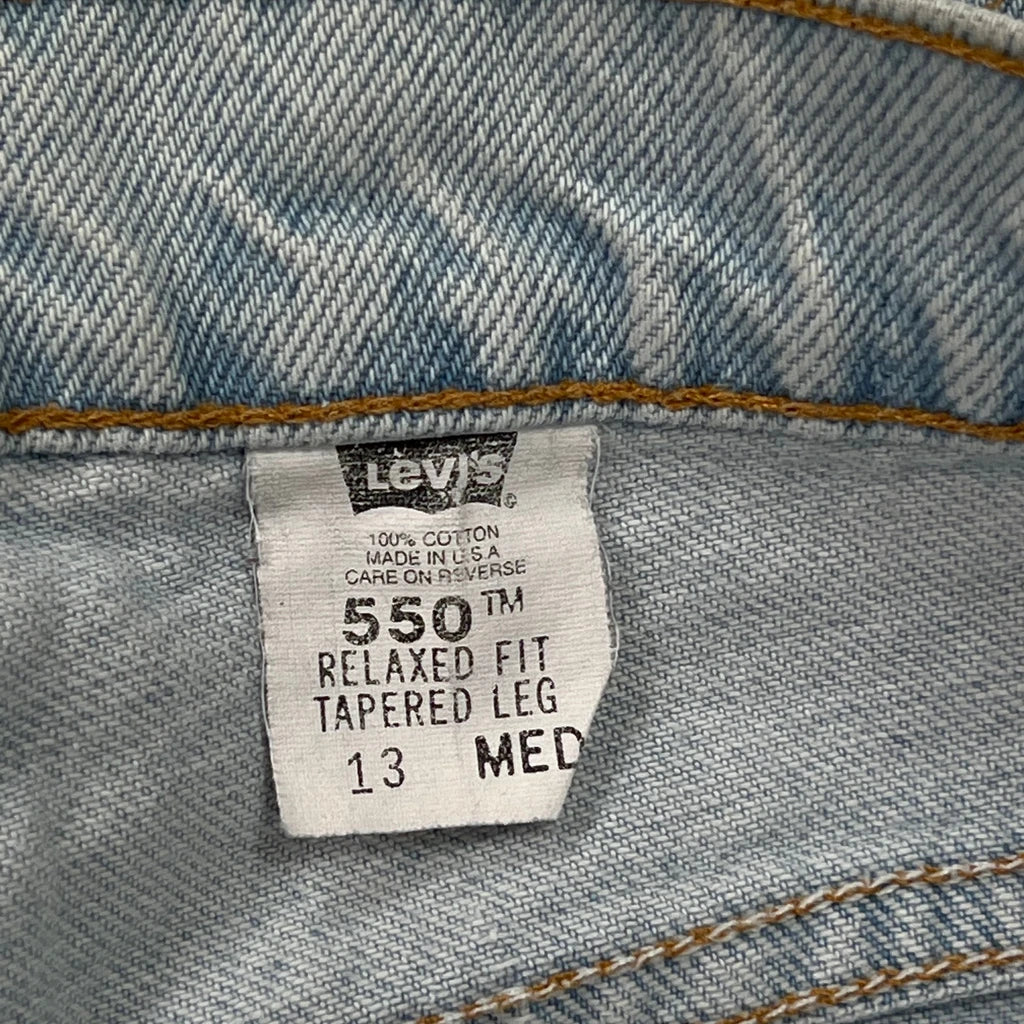 Levi's
100% COTTON
MADE IN U.S.A
CARE ON REVERSE
550™
RELAXED FIT
TAPERED LEG
13 MED